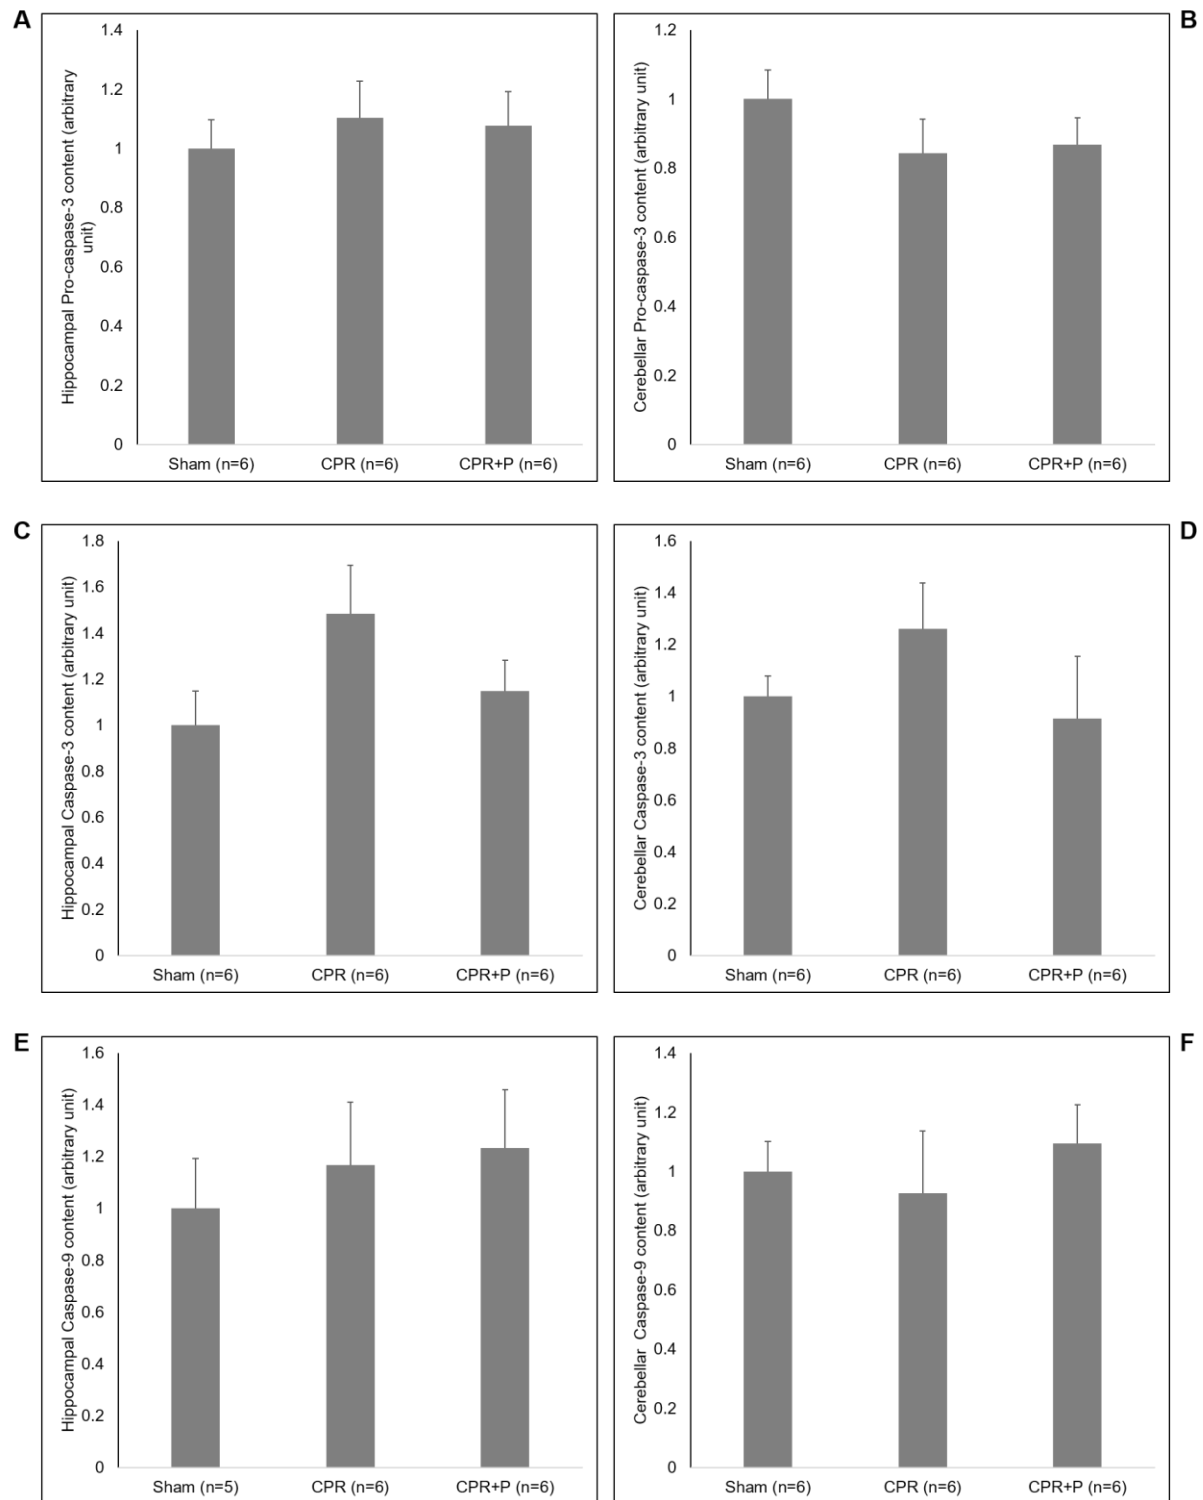 A
Hippocampal Pro-caspase-3 content (arbitrary
unit)
1.4
1.2
1
0.8
0.6
0.4
0.2
0
Sham (n=6) CPR (n=6) CPR+P (n=6)
B
Cerebellar Pro-caspase-3 content (arbitrary unit)
1.2
1
0.8
0.6
0.4
0.2
0
Sham (n=6) CPR (n=6) CPR+P (n=6)
C
Hippocampal Caspase-3 content (arbitrary unit)
1.8
1.6
1.4
1.2
1
0.8
0.6
0.4
0.2
0
Sham (n=6) CPR (n=6) CPR+P (n=6)
D
Cerebellar Caspase-3 content (arbitrary unit)
1.6
1.4
1.2
1
0.8
0.6
0.4
0.2
0
Sham (n=6) CPR (n=6) CPR+P (n=6)
E
Hippocampal Caspase-9 content (arbitrary unit)
1.6
1.4
1.2
1
0.8
0.6
0.4
0.2
0
Sham (n=5) CPR (n=6) CPR+P (n=6)
F
Cerebellar Caspase-9 content (arbitrary unit)
1.4
1.2
1
0.8
0.6
0.4
0.2
0
Sham (n=6) CPR (n=6) CPR+P (n=6)